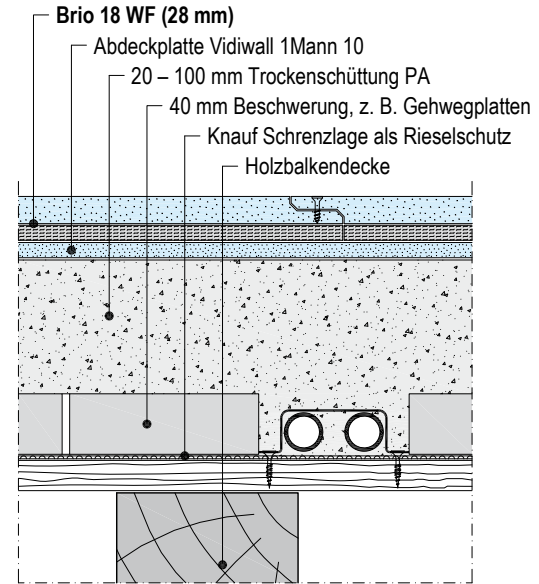 Brio 18 WF (28 mm)
Abdeckplatte Vidiwall 1Mann 10
20 – 100 mm Trockenschüttung PA
40 mm Beschwerung, z. B. Gehwegplatten
Knauf Schrenzlage als Rieselschutz
Holzbalkendecke